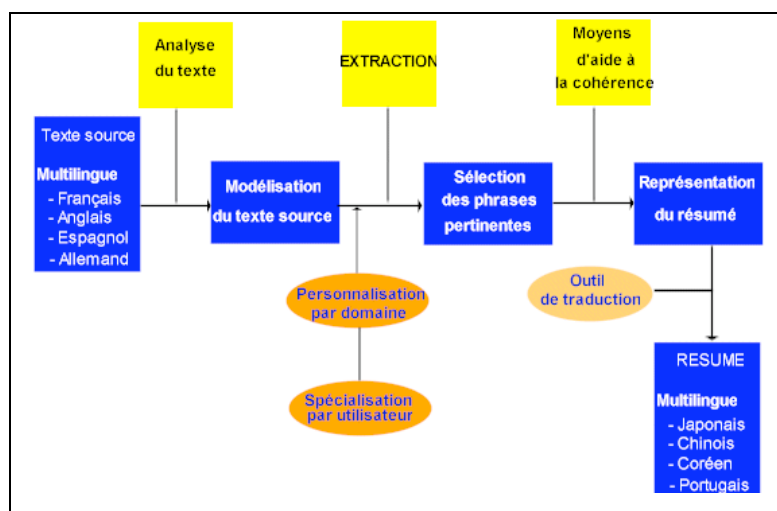 Analyse
du texte
EXTRACTION
Moyens
d'aide à
la cohérence
Texte source
Multilingue
- Français
- Anglais
- Espagnol
- Allemand
Modélisation
du texte source
Sélection
des phrases
pertinentes
Représentation
du résumé
Personnalisation
par domaine
Spécialisation
par utilisateur
Outil
de traduction
RESUME
Multilingue
- Japonais
- Chinois
- Coréen
- Portugais